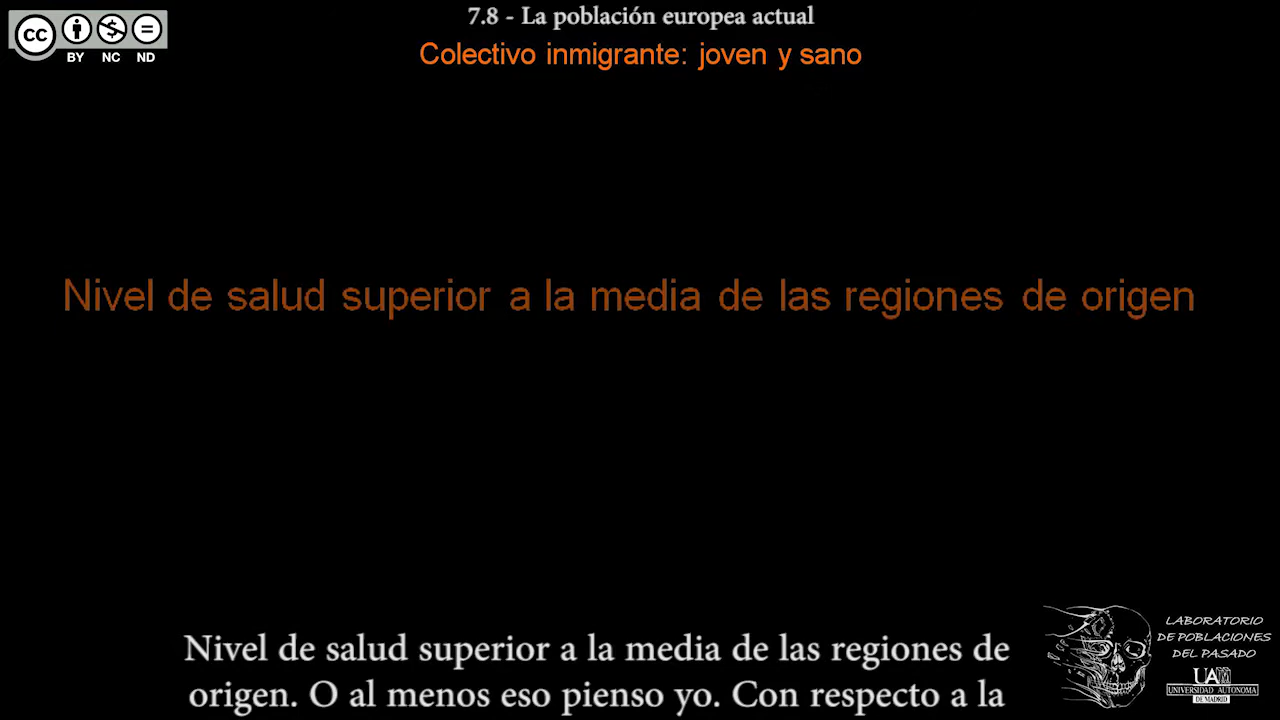 7.8 - La población europea actual
Colectivo inmigrante: joven y sano
cc
BY NC ND
Nivel de salud superior a la media de las regiones de origen
Nivel de salud superior a la media de las regiones de
origen. O al menos eso pienso yo. Con respecto a la
LABORATORIO
DE POBLACIONES
DEL PASADO
UAM
UNIVERSIDAD AUTONOMA
DE MADRID